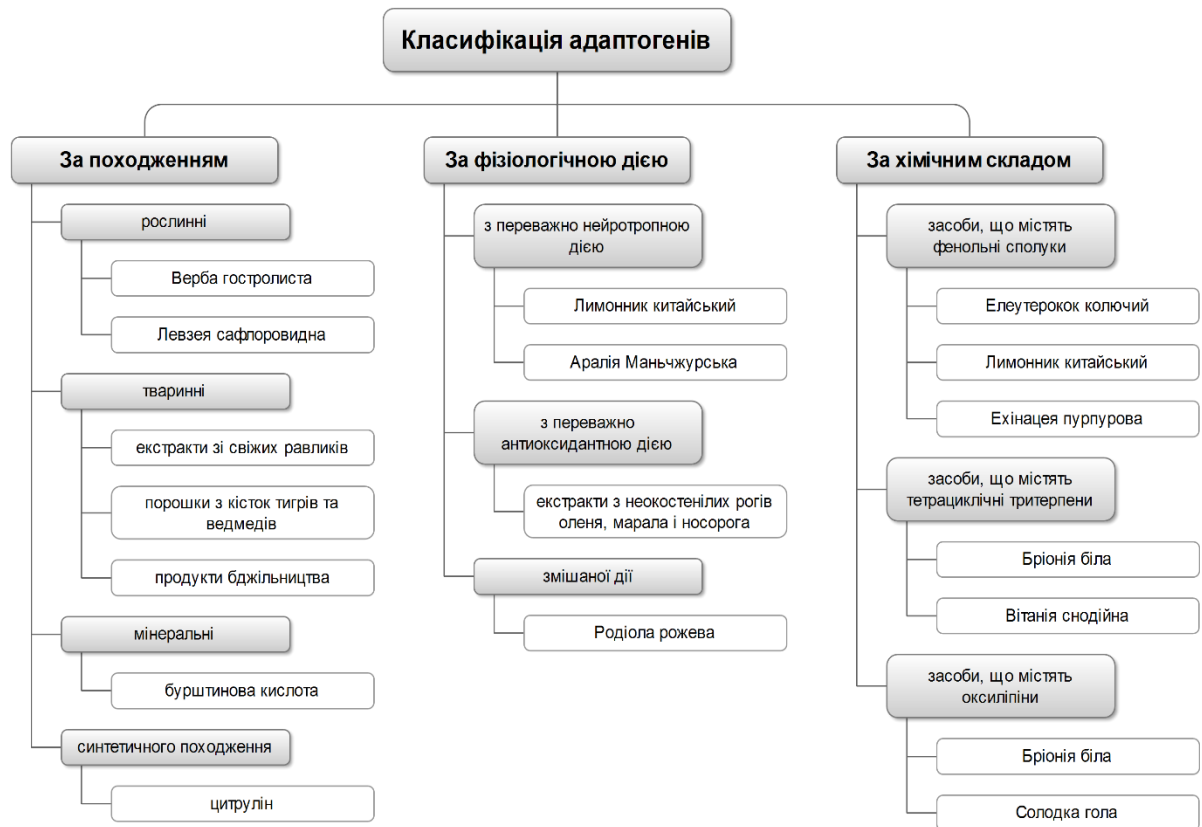 Класифікація адаптогенів
За походженням
рослинні
Верба гостролиста
Левзея сафлоровидна
тваринні
екстракти зі свіжих равликів
порошки з кісток тигрів та
ведмедів
продукти бджільництва
мінеральні
бурштинова кислота
синтетичного походження
цитрулін
За фізіологічною дією
з переважно нейротропною
дією
Лимонник китайський
Аралія Маньчжурська
з переважно
антиоксидантною дією
екстракти з неокостенілих рогів
оленя, марала і носорога
змішаної дії
Родіола рожева
За хімічним складом
засоби, що містять
фенольні сполуки
Елеутерокок колючий
Лимонник китайський
Ехінацея пурпурова
засоби, що містять
тетрациклічні тритерпени
Бріонія біла
Вітанія снодійна
засоби, що містять
оксиліпіни
Бріонія біла
Солодка гола